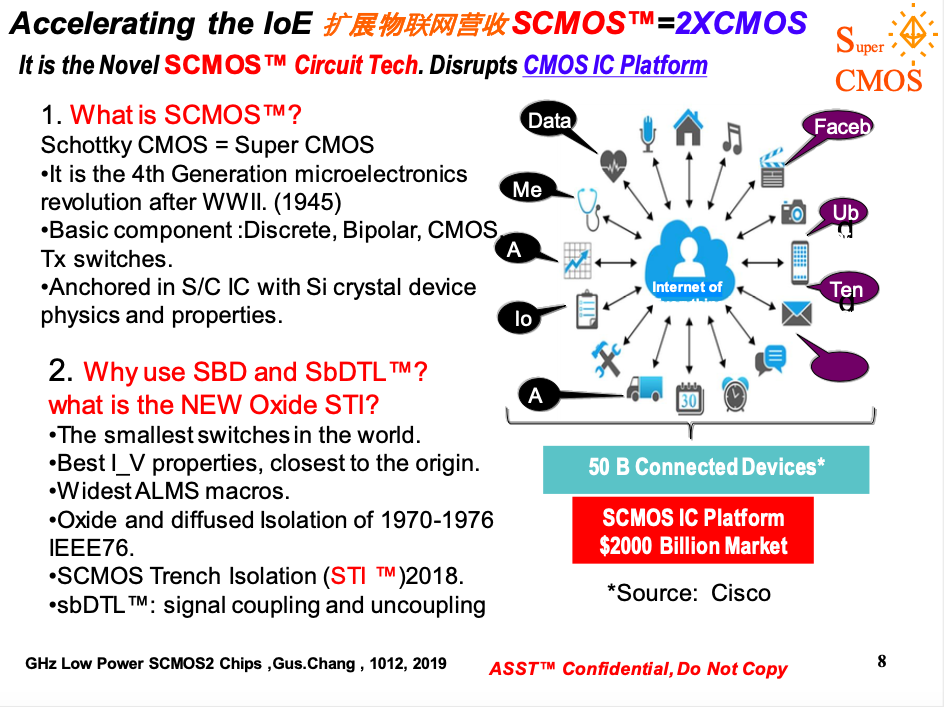 Accelerating the IoE 扩展物联网营收 SCMOS™=2XCMOS
It is the Novel SCMOS™ Circuit Tech. Disrupts CMOS IC Platform
Super
CMOS
1. What is SCMOS™?
Schottky CMOS = Super CMOS
•It is the 4th Generation microelectronics
revolution after WWII. (1945)
•Basic component :Discrete, Bipolar, CMOS,
Tx switches.
•Anchored in S/C IC with Si crystal device
physics and properties.
2. Why use SBD and SbDTL™?
what is the NEW Oxide STI?
•The smallest switches in the world.
•Best I_V properties, closest to the origin.
•Widest ALMS macros.
•Oxide and diffused Isolation of 1970-1976
IEEE76.
•SCMOS Trench Isolation (STI ™)2018.
•sbDTL™: signal coupling and uncoupling
Data
Me
A
Io
A
Faceb
Ub
Ten
Internet of
30
50 B Connected Devices*
SCMOS IC Platform
$2000 Billion Market
*Source: Cisco
GHz Low Power SCMOS2 Chips ,Gus.Chang , 1012, 2019
ASST™ Confidential, Do Not Copy
8